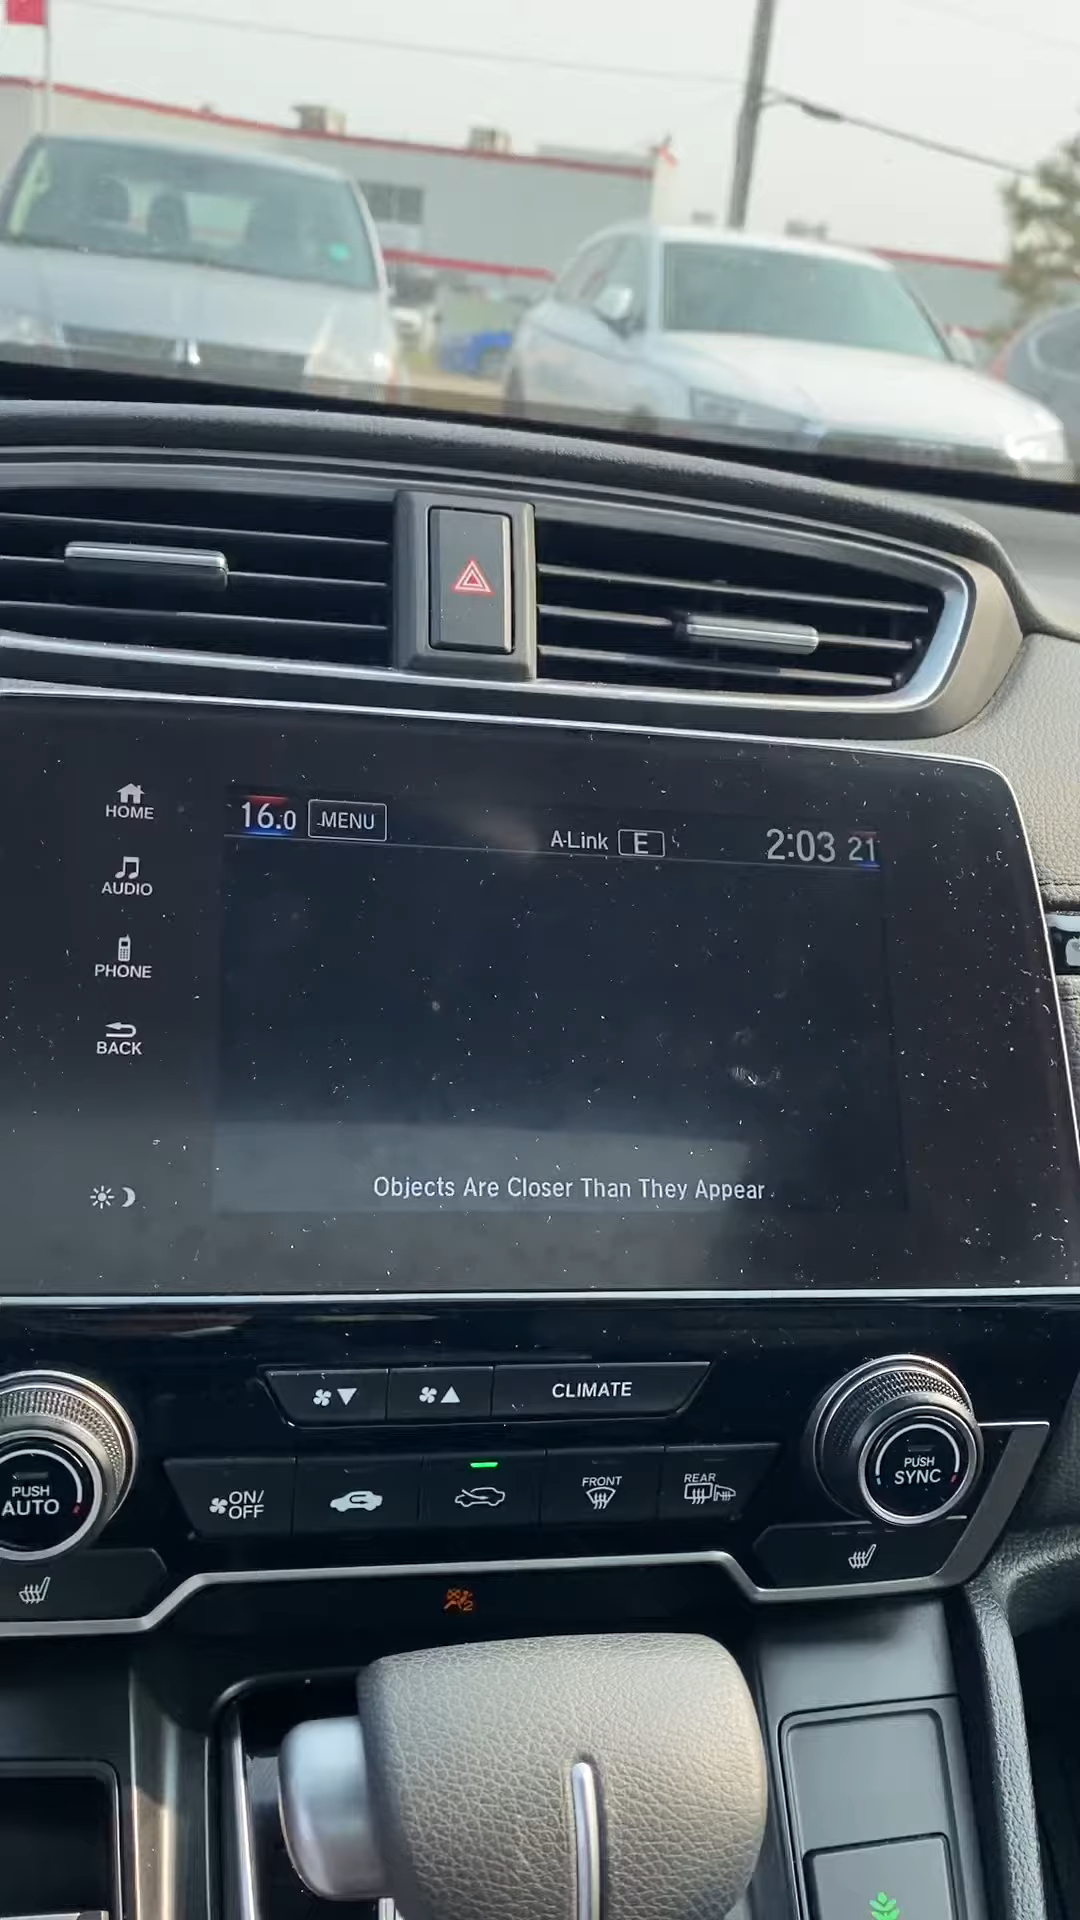 HOME
AUDIO
PHONE
BACK
16.0
MENU
A-Link E
2:03 21
Objects Are Closer Than They Appear
CLIMATE
PUSH
AUTO
ON/
OFF
FRONT
REAR
PUSH
SYNC
2